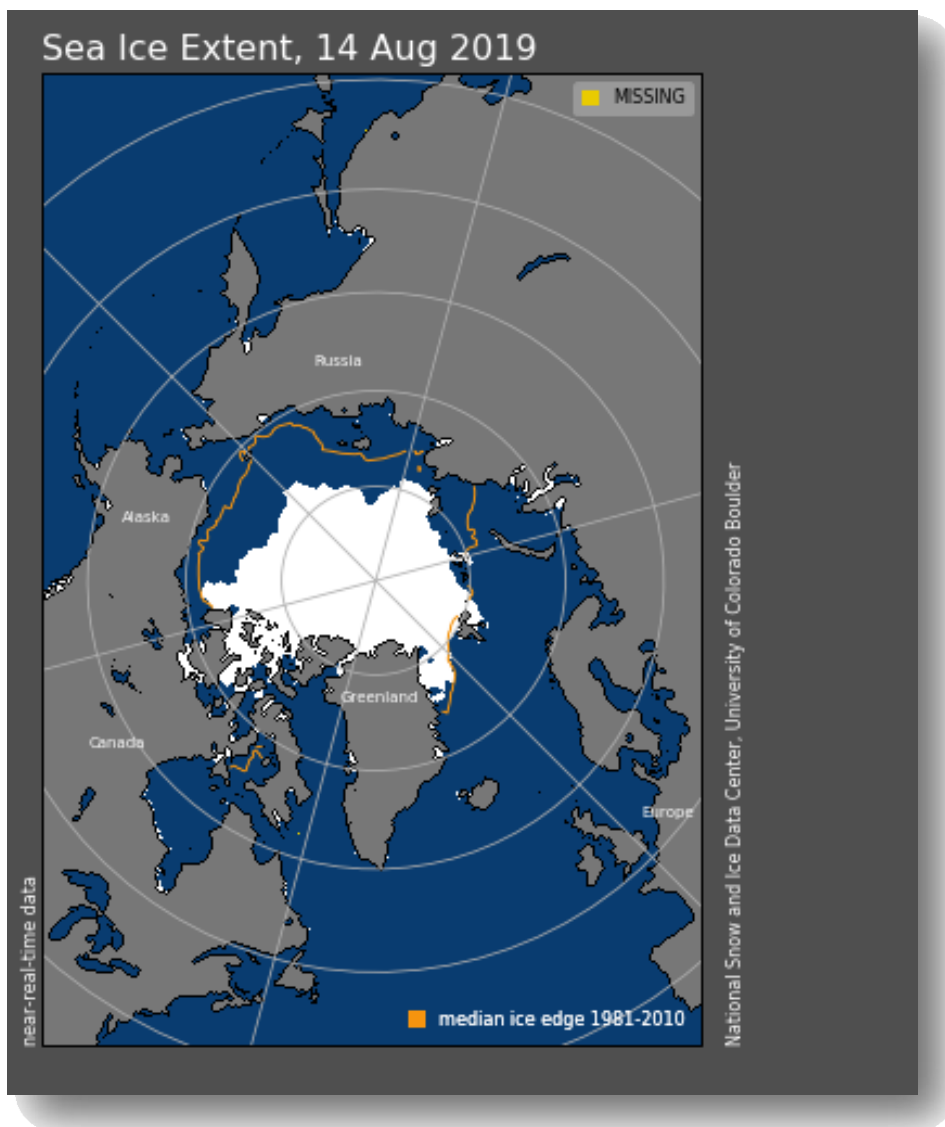 Sea Ice Extent, 14 Aug 2019
MISSING
Russia
Alaska
Greenland
Canada
Europe
median ice edge 1981-2010
near-real-time data
National Snow and Ice Data Center, University of Colorado Boulder